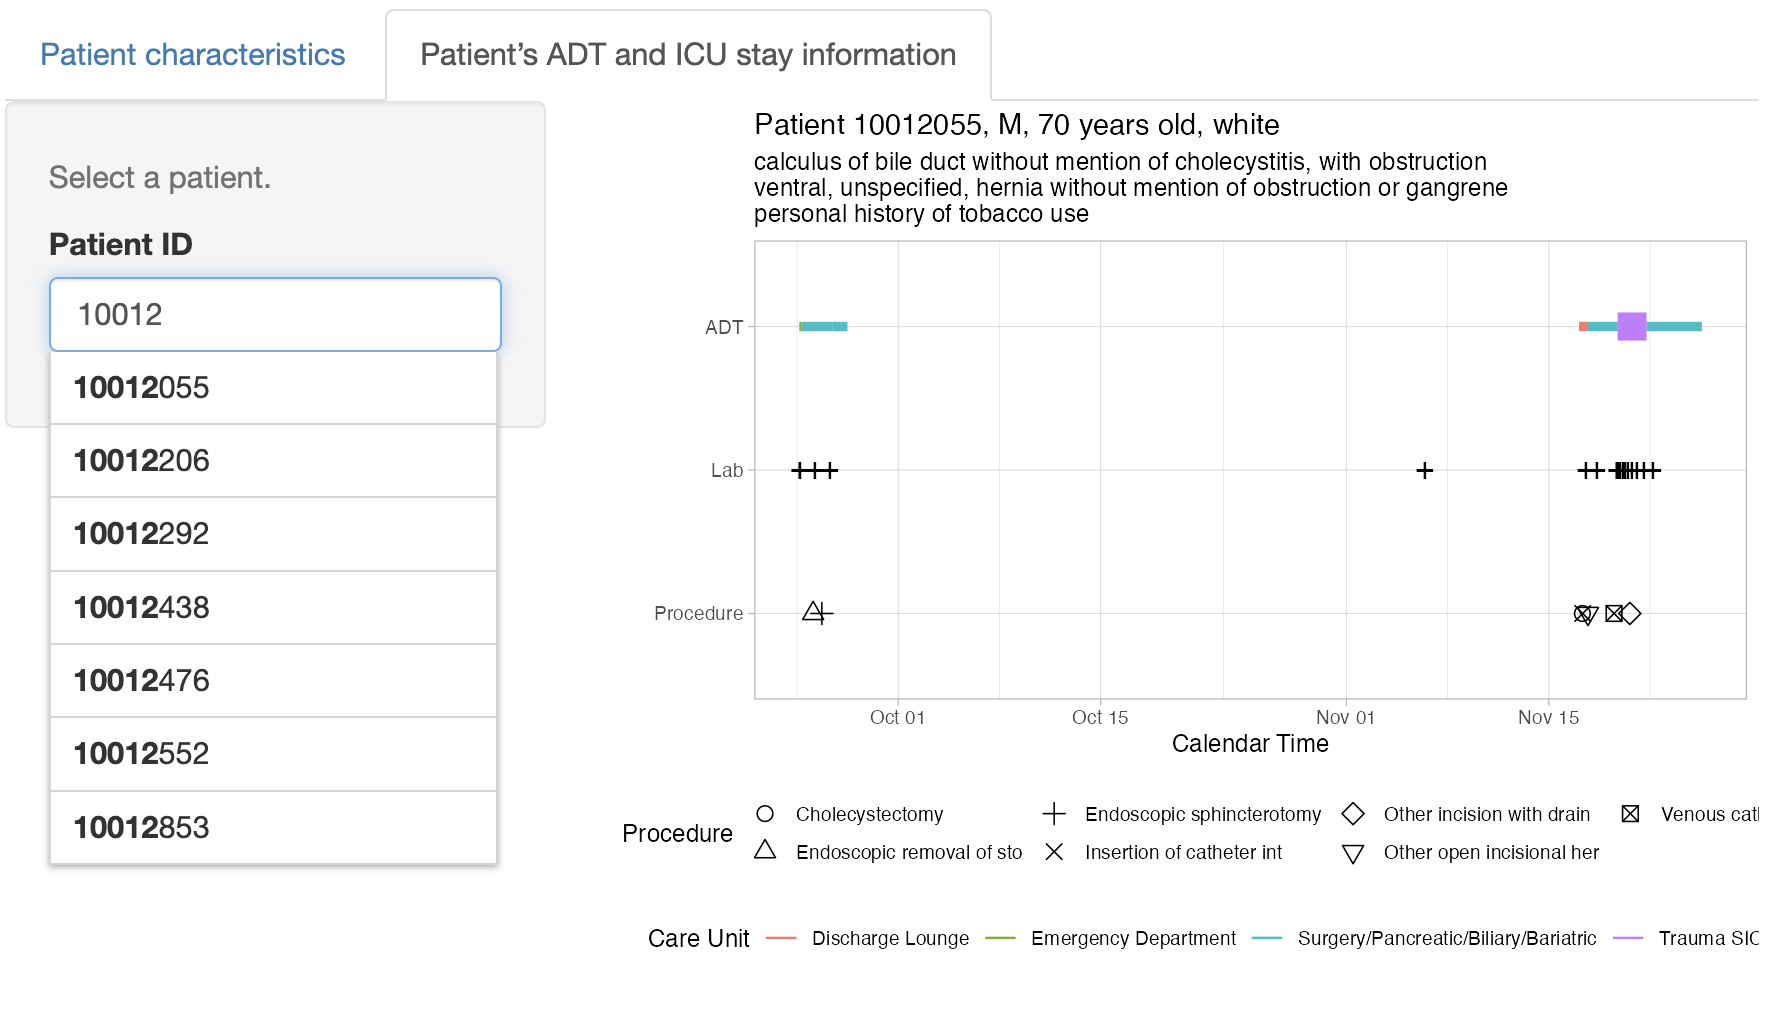 Patient characteristics
Patient's ADT and ICU stay information
Select a patient.
Patient ID
10012
10012055
10012206
10012292
10012438
10012476
10012552
10012853
Patient 10012055, M, 70 years old, white
calculus of bile duct without mention of cholecystitis, with obstruction
ventral, unspecified, hernia without mention of obstruction or gangrene
personal history of tobacco use
ADT
Lab
Procedure
Oct 01
Oct 15
Nov 01
Nov 15
Calendar Time
Procedure
Cholecystectomy
Endoscopic sphincterotomy
Other incision with drain
Venous cat
Endoscopic removal of sto
Insertion of catheter int
Other open incisional her
Care Unit
Discharge Lounge
Emergency Department
Surgery/Pancreatic/Biliary/Bariatric
Trauma SIC